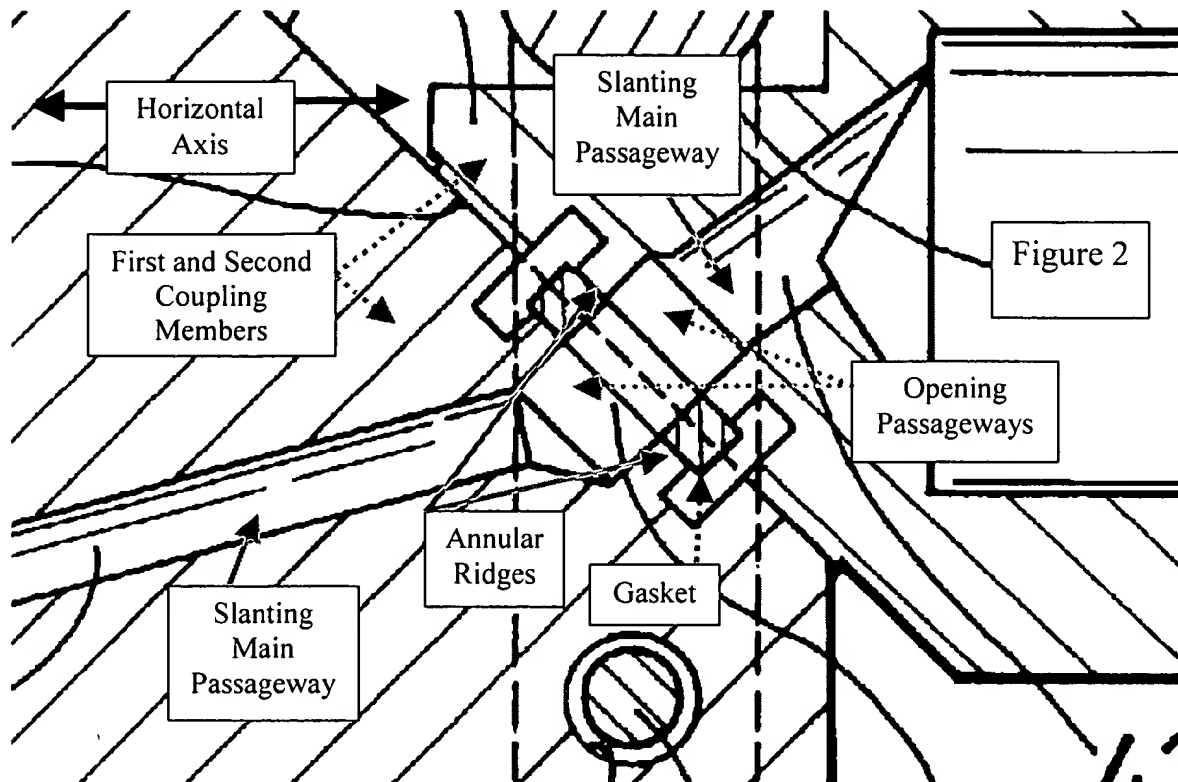 Horizontal
Axis
Slanting
Main
Passageway
First and Second
Coupling
Members
Figure 2
Opening
Passageways
Annular
Ridges
Gasket
Slanting
Main
Passageway